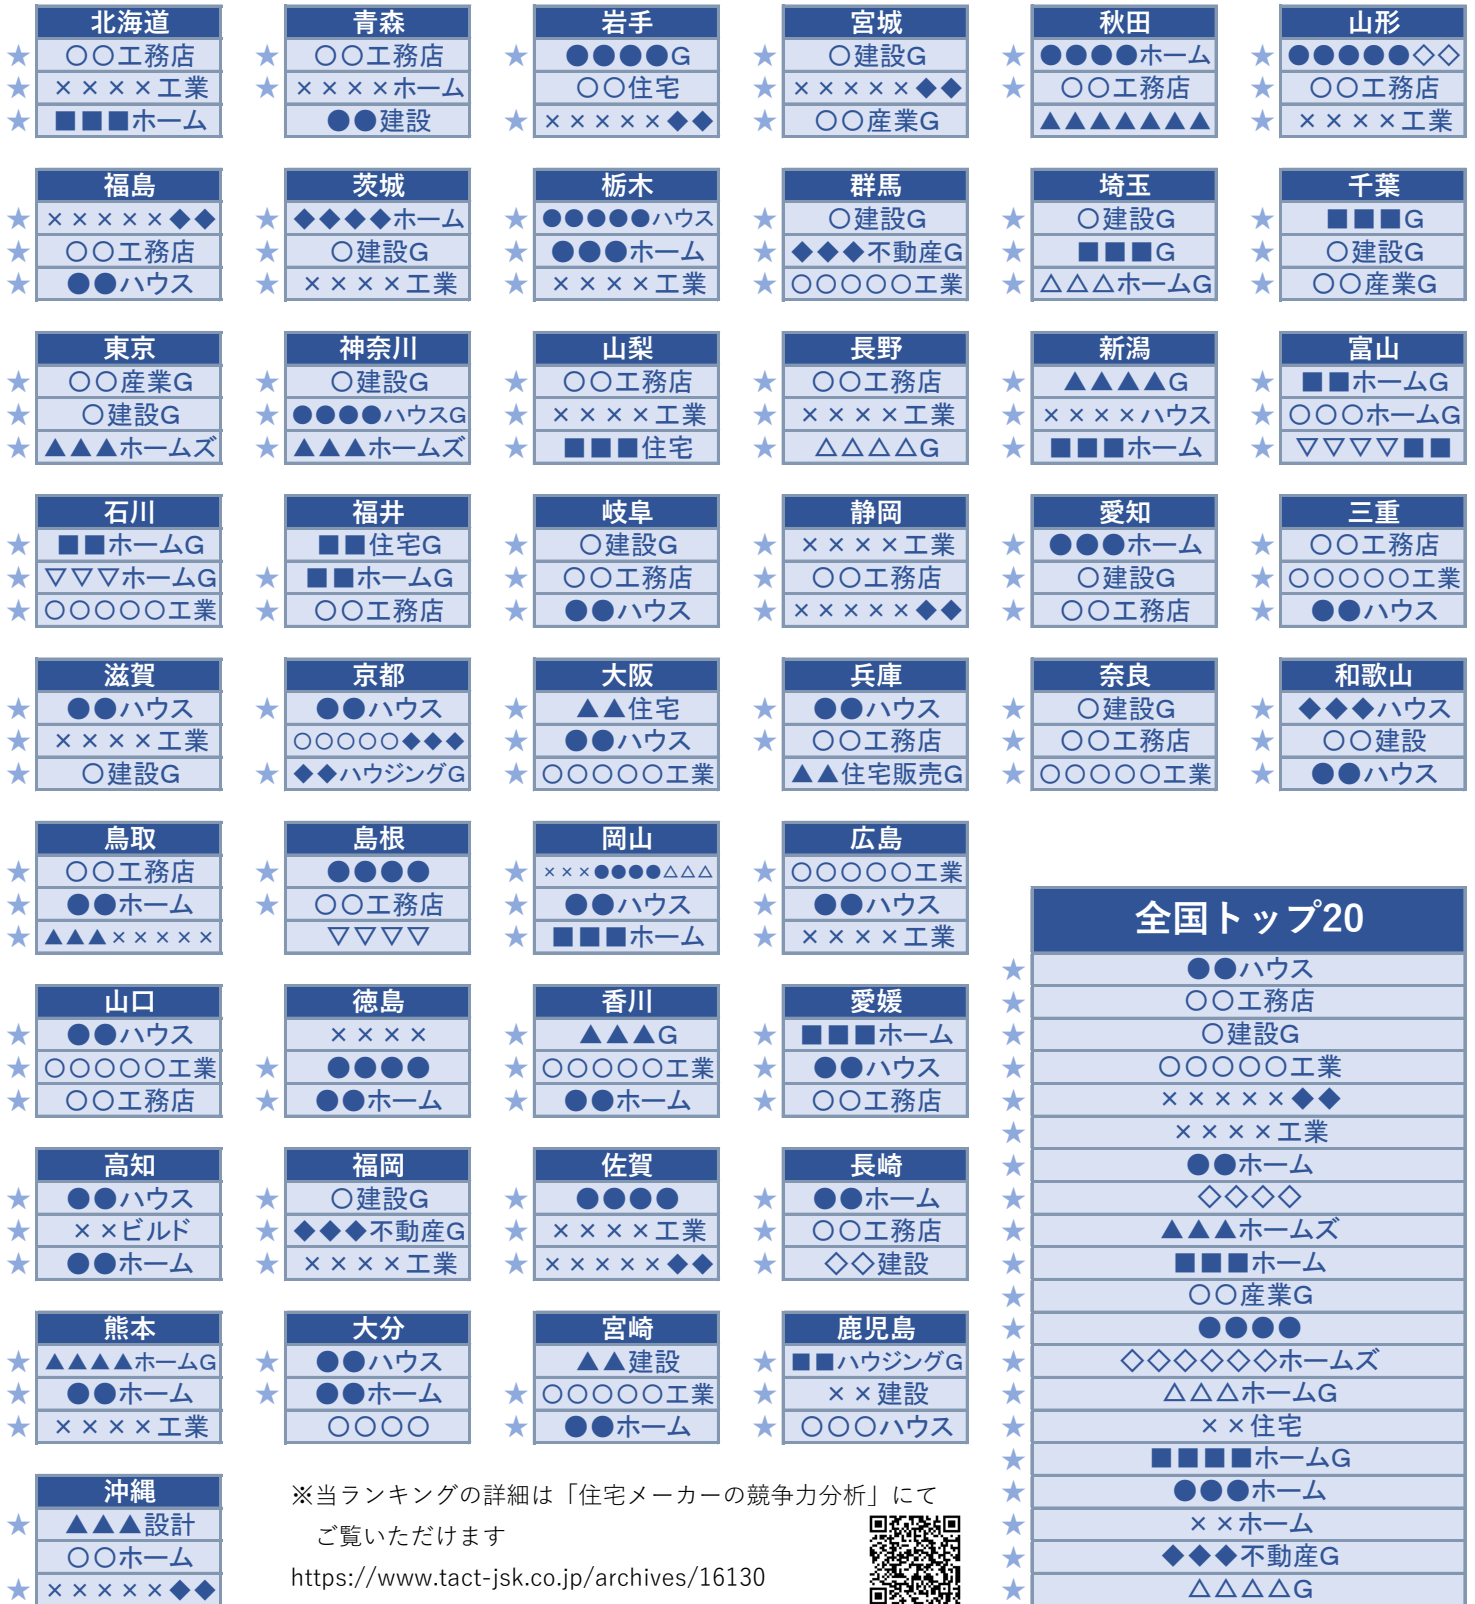 北海道
★ ○○工務店
★ ××××工業
★ ■■■ホーム
青森
★ ○○工務店
★ ××××ホーム
●●建設
岩手
★ ●●●●G
○○住宅
★ ×××××◆◆
宮城
★ ○建設G
★ ×××××◆◆
★ ○○産業G
秋田
★ ●●●●ホーム
★ ○○工務店
▲▲▲▲▲▲▲
山形
★ ●●●●●◇◇
★ ○○工務店
★ ××××工業
福島
★ ×××××◆◆
★ ○○工務店
★ ●●ハウス
茨城
★ ◆◆◆◆ホーム
★ ○建設G
★ ××××工業
栃木
★ ●●●●●ハウス
★ ●●●ホーム
★ ××××工業
群馬
★ ○建設G
★ ◆◆◆不動産G
★ ○○○○○工業
埼玉
★ ○建設G
★ ■■■G
★ △△△ホームG
千葉
★ ■■■G
★ ○建設G
★ ○○産業G
東京
★ ○○産業G
★ ○建設G
★ ▲▲▲ホームズ
神奈川
★ ○建設G
★ ●●●●ハウスG
★ ▲▲▲ホームズ
山梨
★ ○○工務店
★ ××××工業
★ ■■■住宅
長野
★ ○○工務店
★ ××××工業
★ △△△△G
新潟
★ ▲▲▲▲G
★ ××××ハウス
★ ■■■ホーム
富山
★ ■■ホームG
★ ○○○ホームG
★ ▽▽▽▽■■
石川
★ ■■ホームG
★ ▽▽▽ホームG
★ ○○○○○工業
福井
■■住宅G
★ ■■ホームG
★ ○○工務店
岐阜
★ ○建設G
★ ○○工務店
★ ●●ハウス
静岡
★ ××××工業
★ ○○工務店
★ ×××××◆◆
愛知
★ ●●●ホーム
★ ○建設G
★ ○○工務店
三重
★ ○○工務店
★ ○○○○○工業
★ ●●ハウス
滋賀
★ ●●ハウス
★ ××××工業
★ ○建設G
京都
★ ●●ハウス
○○○○○◆◆◆
★ ◆◆ハウジングG
大阪
★ ▲▲住宅
★ ●●ハウス
★ ○○○○○工業
兵庫
★ ●●ハウス
★ ○○工務店
▲▲住宅販売G
奈良
★ ○建設G
★ ○○工務店
★ ○○○○○工業
和歌山
★ ◆◆◆ハウス
★ ○○建設
★ ●●ハウス
鳥取
★ ○○工務店
★ ●●ホーム
★ ▲▲▲×××××
島根
★ ●●●●
★ ○○工務店
▽▽▽▽
岡山
★ ×××●●●●△△△
★ ●●ハウス
★ ■■■ホーム
広島
★ ○○○○○工業
★ ●●ハウス
★ ××××工業
山口
★ ●●ハウス
★ ○○○○○工業
★ ○○工務店
徳島
××××
★ ●●●●
★ ●●ホーム
香川
★ ▲▲▲G
★ ○○○○○工業
★ ●●ホーム
愛媛
★ ■■■ホーム
★ ●●ハウス
★ ○○工務店
高知
★ ●●ハウス
★ ××ビルド
★ ●●ホーム
福岡
★ ○建設G
★ ◆◆◆不動産G
★ ××××工業
佐賀
★ ●●●●
★ ××××工業
★ ×××××◆◆
長崎
★ ●●ホーム
★ ○○工務店
★ ◇◇建設
熊本
★ ▲▲▲▲ホームG
★ ●●ホーム
★ ××××工業
大分
★ ●●ハウス
★ ●●ホーム
○○○○
宮崎
▲▲建設
★ ○○○○○工業
★ ●●ホーム
鹿児島
★ ■■ハウジングG
★ ××建設
★ ○○○ハウス
沖縄
★ ▲▲▲設計
○○ホーム
★ ×××××◆◆
全国トップ20
★ ●●ハウス
★ ○○工務店
★ ○建設G
★ ○○○○○工業
★ ×××××◆◆
★ ××××工業
★ ●●ホーム
★ ◇◇◇◇
★ ▲▲▲ホームズ
★ ■■■ホーム
★ ○○産業G
★ ●●●●
★ ◇◇◇◇◇◇ホームズ
★ △△△ホームG
★ ××住宅
★ ■■■■ホームG
★ ●●●ホーム
★ ××ホーム
★ ◆◆◆不動産G
★ △△△△G
※当ランキングの詳細は「住宅メーカーの競争力分析」にて
ご覧いただけます
https://www.tact-jsk.co.jp/archives/16130